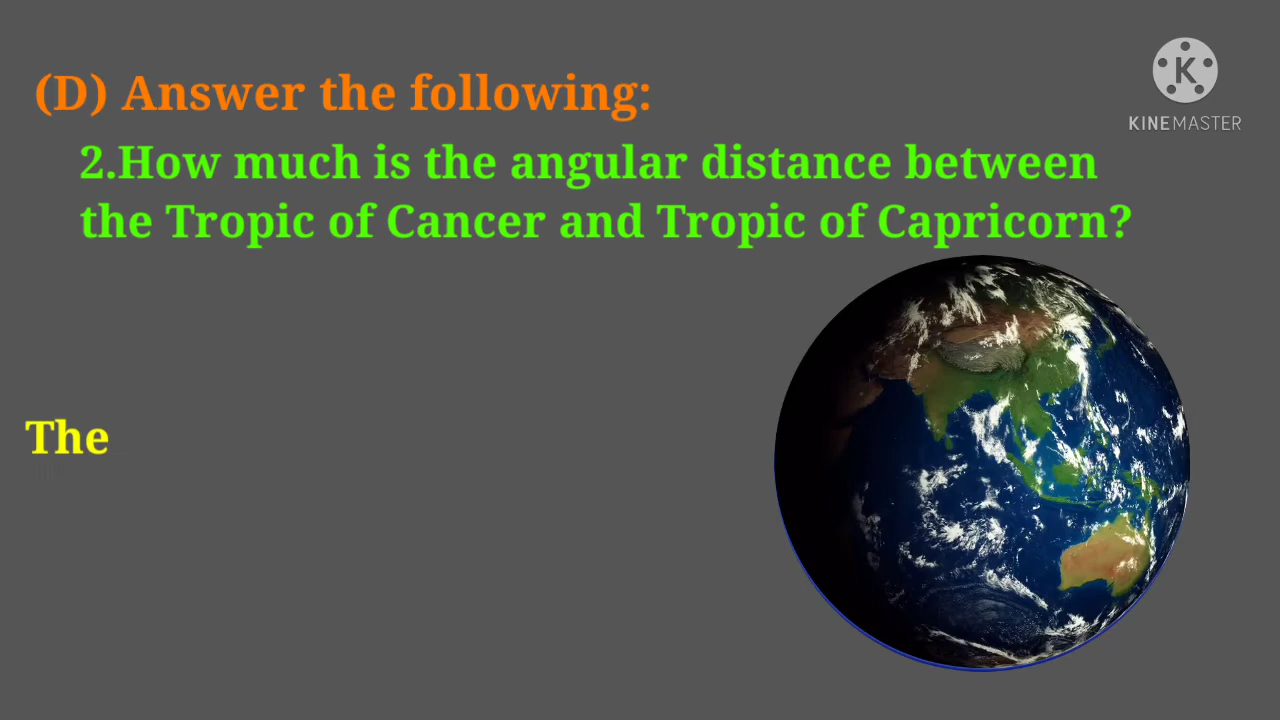 (D) Answer the following:
2.How much is the angular distance between
the Tropic of Cancer and Tropic of Capricorn?
The
K
KINEMASTER